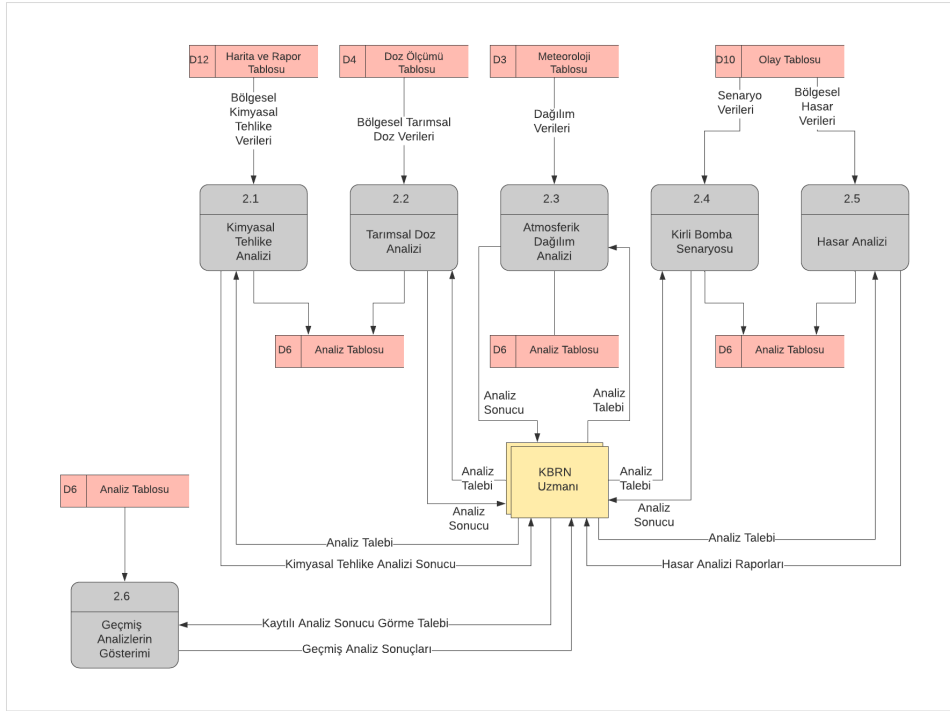 D12
Harita ve Rapor
Tablosu
D4
Doz Ölçümü
Tablosu
D3
Meteoroloji
Tablosu
D10
Olay Tablosu
Bölgesel
Kimyasal
Tehlike
Verileri
Bölgesel Tarımsal
Doz Verileri
Dağılım
Verileri
Senaryo
Verileri
Bölgesel
Hasar
Verileri
2.1
Kimyasal
Tehlike
Analizi
2.2
Tarımsal Doz
Analizi
2.3
Atmosferik
Dağılım
Analizi
2.4
Kirli Bomba
Senaryosu
2.5
Hasar Analizi
D6
Analiz Tablosu
D6
Analiz Tablosu
D6
Analiz Tablosu
Analiz
Sonucu
Analiz
Talebi
KBRN
Uzmanı
Analiz
Talebi
Analiz
Sonucu
Analiz
Talebi
Analiz
Sonucu
D6
Analiz Tablosu
Analiz Talebi
Kimyasal Tehlike Analizi Sonucu
Analiz Talebi
Hasar Analizi Raporları
2.6
Geçmiş
Analizlerin
Gösterimi
Kaytılı Analiz Sonucu Görme Talebi
Geçmiş Analiz Sonuçları